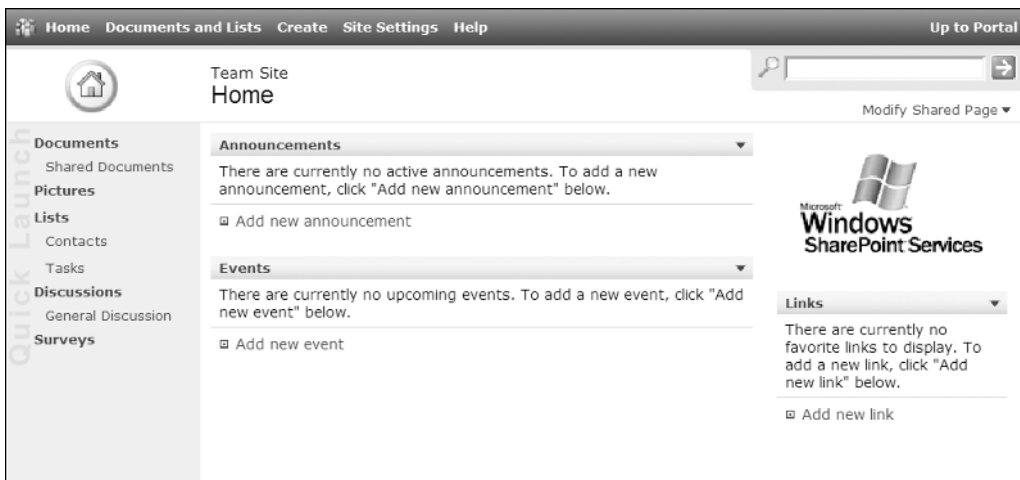 Home Documents and Lists Create Site Settings Help Up to Portal
Team Site
Home
Modify Shared Page
Quick Launch
Documents
Shared Documents
Pictures
Lists
Contacts
Tasks
Discussions
General Discussion
Surveys
Announcements
There are currently no active announcements. To add a new
announcement, click "Add new announcement" below.
Add new announcement
Events
There are currently no upcoming events. To add a new event, click "Add
new event" below.
Add new event
Microsoft
Windows
SharePoint Services
Links
There are currently no
favorite links to display. To
add a new link, click "Add
new link" below.
Add new link